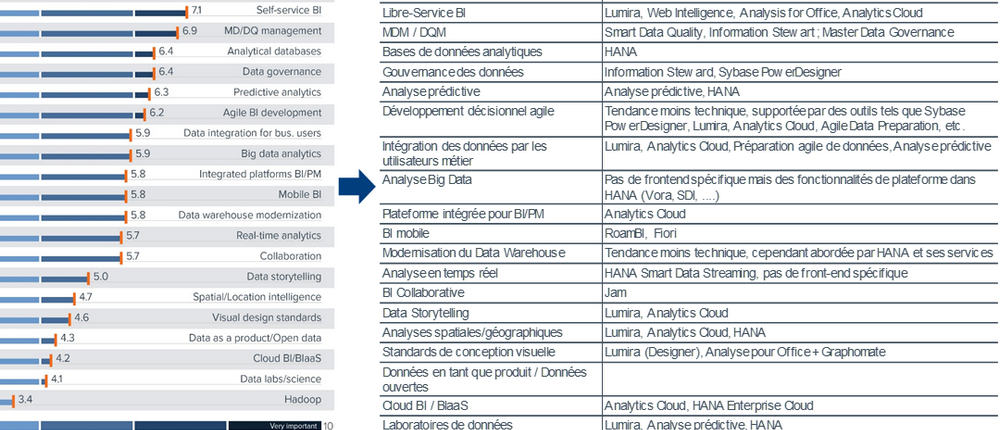 7.1 Self-service BI
6.9 MD/DQ management
6.4 Analytical databases
6.4 Data governance
6.3 Predictive analytics
6.2 Agile BI development
5.9 Data integration for bus. users
5.9 Big data analytics
5.8 Integrated platforms BI/PM
5.8 Mobile BI
5.8 Data warehouse modernization
5.7 Real-time analytics
5.7 Collaboration
5.0 Data storytelling
4.7 Spatial/Location intelligence
4.6 Visual design standards
4.3 Data as a product/Open data
4.2 Cloud BI/BIaaS
4.1 Data labs/science
3.4 Hadoop
Very important 10
Libre-Service BI Lumira, Web Intelligence, Analysis for Office, Analytics Cloud
MDM / DQM Smart Data Quality, Information Stew ard ; Master Data Governance
Bases de données analytiques HANA
Gouvernance des données Information Stew ard, Sybase Pow erDesigner
Analyse prédictive Analyse prédictive, HANA
Développement décisionnel agile Tendance moins technique, supportée par des outils tels que Sybase
Pow erDesigner, Lumira, Analytics Cloud, Agile Data Preparation, etc.
Intégration des données par les Lumira, Analytics Cloud, Préparation agile de données, Analyse prédictive
utilisateurs métier
Analyse Big Data Pas de frontend spécifique mais des fonctionnalités de plateforme dans
HANA (Vora, SDI, ....)
Plateforme intégrée pour BI/PM Analytics Cloud
BI mobile RoamBI, Fiori
Modernisation du Data Warehouse Tendance moins technique, cependant abordée par HANA et ses services
Analyse en temps réel HANA Smart Data Streaming, pas de front-end spécifique
BI Collaborative Jam
Data Storytelling Lumira, Analytics Cloud
Analyses spatiales/géographiques Lumira, Analytics Cloud, HANA
Standards de conception visuelle Lumira (Designer), Analyse pour Office + Graphomate
Données en tant que produit / Données
ouvertes
Cloud BI / BIaaS Analytics Cloud, HANA Enterprise Cloud
Laboratoires de données Lumira, Analyse prédictive, HANA